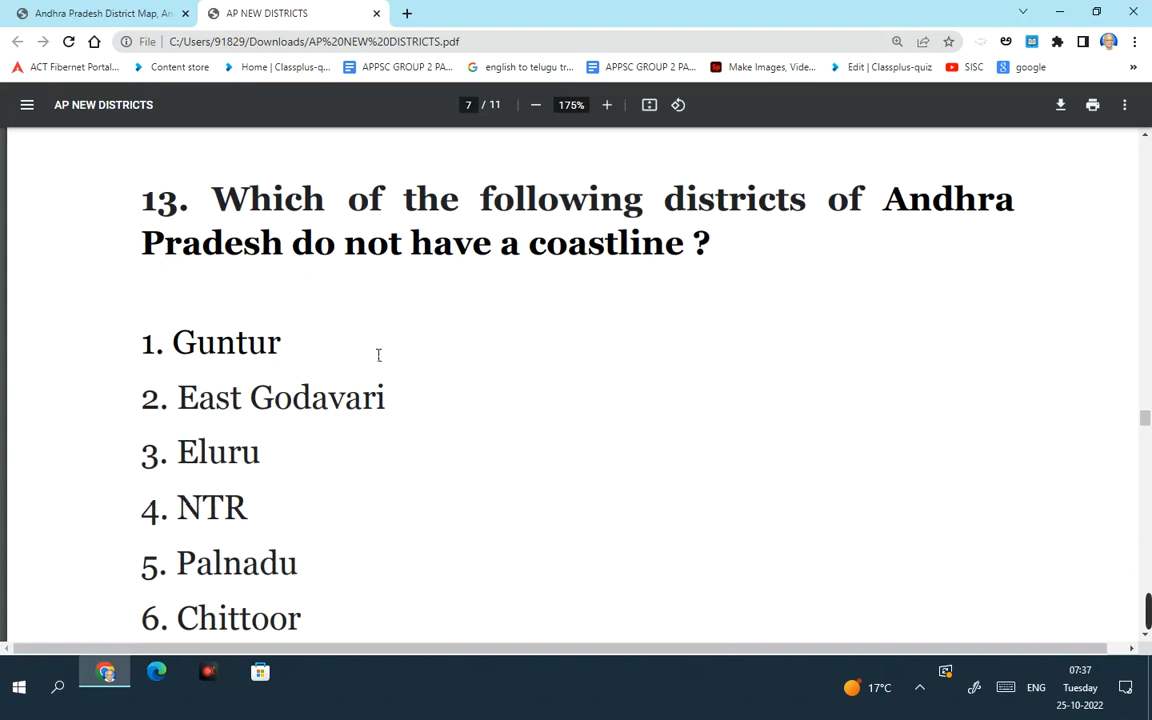 Andhra Pradesh District Map, An
AP NEW DISTRICTS
File C:/Users/91829/Downloads/AP%20NEW%20DISTRICTS.pdf
ACT Fibernet Portal... Content store Home | Classplus-q... APPSC GROUP 2 PA... english to telugu tr... APPSC GROUP 2 PA... Make Images, Vide... Edit | Classplus-quiz SISC google
AP NEW DISTRICTS 7 / 11 175%
13. Which of the following districts of Andhra
Pradesh do not have a coastline ?
1. Guntur
2. East Godavari
3. Eluru
4. NTR
5. Palnadu
6. Chittoor
17°C ENG
07:37
Tuesday
25-10-2022